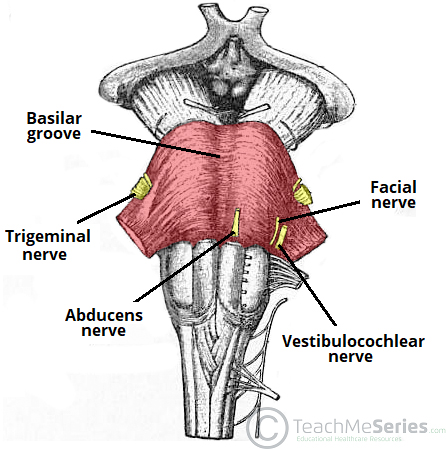 Basilar
groove
Facial
nerve
Trigeminal
nerve
Abducens
nerve
Vestibulocochlear
nerve
© TeachMeSeries.com
Educational Healthcare Resources